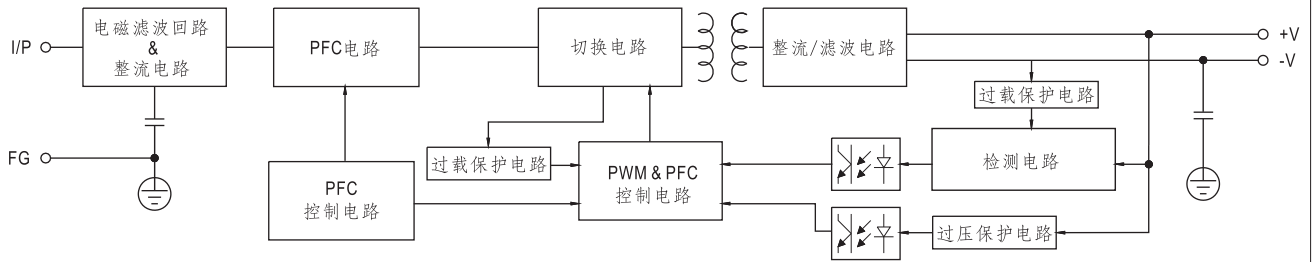 I/P
电磁滤波回路
&
整流电路
PFC电路
切换电路
整流/滤波电路
+V
-V
过载保护电路
FG
PFC
控制电路
过载保护电路
PWM & PFC
控制电路
检测电路
过压保护电路